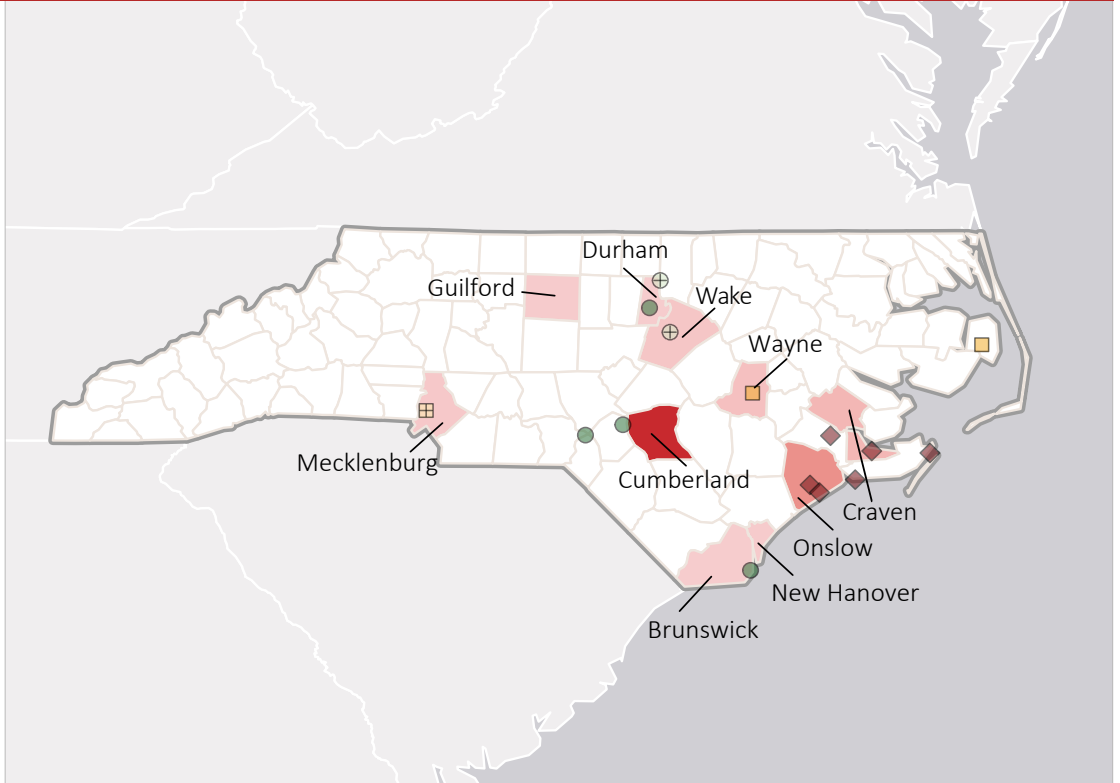 Durham
Guilford
Wake
Wayne
Mecklenburg
Cumberland
Craven
Onslow
New Hanover
Brunswick